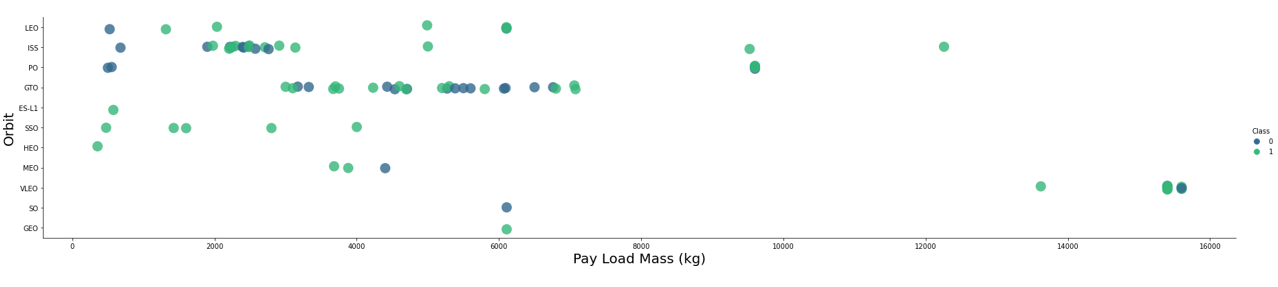 LEO
ISS
PO
GTO
ES-L1
SSO
HEO
MEO
VLEO
SO
GEO
Orbit
0 2000 4000 6000 8000 10000 12000 14000 16000
Pay Load Mass (kg)
Class
0
1